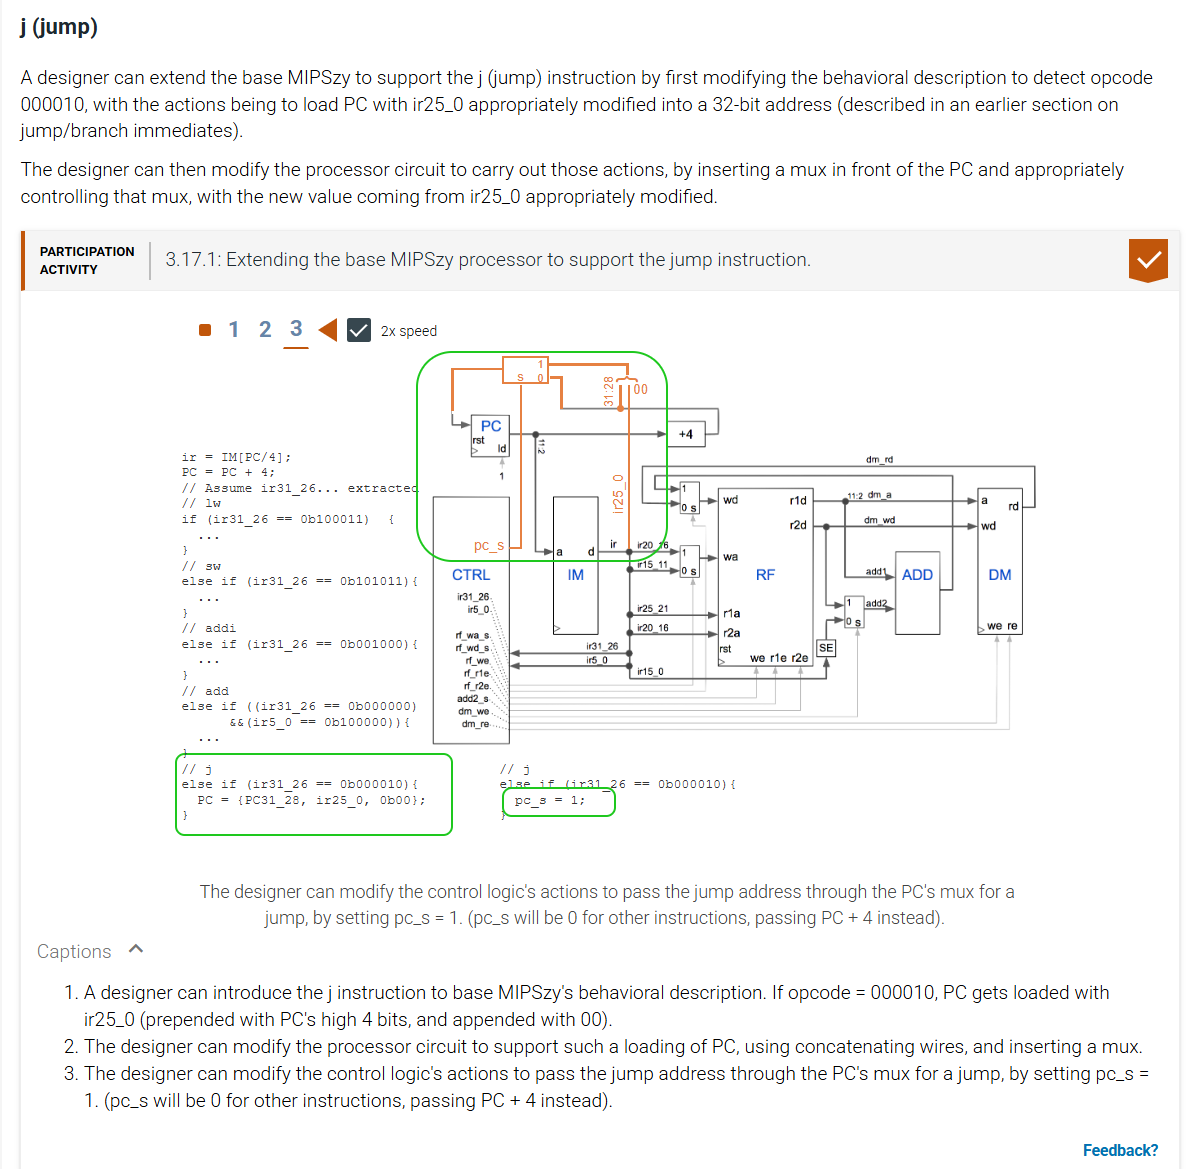 j (jump)
A designer can extend the base MIPSzy to support the j (jump) instruction by first modifying the behavioral description to detect opcode
000010, with the actions being to load PC with ir25_0 appropriately modified into a 32-bit address (described in an earlier section on
jump/branch immediates).
The designer can then modify the processor circuit to carry out those actions, by inserting a mux in front of the PC and appropriately
controlling that mux, with the new value coming from ir25_0 appropriately modified.
PARTICIPATION
ACTIVITY
3.17.1: Extending the base MIPSzy processor to support the jump instruction.
1 2 3
2x speed
ir = IM[PC/4];
PC = PC + 4;
// Assume ir31_26... extracted
// lw
if (ir31_26 == 0b100011) {
...
}
// sw
else if (ir31_26 == 0b101011){
...
}
// addi
else if (ir31_26 == 0b001000){
...
}
// add
else if ((ir31_26 == 0b000000)
&&(ir5_0 == 0b100000)){
...
}
// j
else if (ir31_26 == 0b000010){
PC = {PC31_28, ir25_0, 0b00};
}
s
1
0
31:28
00
PC
rst
ld
1
11:2
+4
ir25_0
pc_s
CTRL
ir31_26
ir5_0
rf_wa_s
rf_wd_s
rf_we
rf_r1e
rf_r2e
add2_s
dm_we
dm_re
a
d
IM
ir
ir20_16
ir15_11
ir25_21
ir20_16
ir31_26
ir5_0
ir15_0
1
0 s
1
0 s
wd
wa
r1a
r2a
rst
RF
r1d
r2d
we r1e r2e
SE
dm_rd
11:2 dm_a
dm_wd
add1
add2
1
0 s
ADD
a
rd
wd
DM
we re
// j
else if (ir31_26 == 0b000010){
pc_s = 1;
}
The designer can modify the control logic's actions to pass the jump address through the PC's mux for a
jump, by setting pc_s = 1. (pc_s will be 0 for other instructions, passing PC + 4 instead).
Captions
1. A designer can introduce the j instruction to base MIPSzy's behavioral description. If opcode = 000010, PC gets loaded with
ir25_0 (prepended with PC's high 4 bits, and appended with 00).
2. The designer can modify the processor circuit to support such a loading of PC, using concatenating wires, and inserting a mux.
3. The designer can modify the control logic's actions to pass the jump address through the PC's mux for a jump, by setting pc_s =
1. (pc_s will be 0 for other instructions, passing PC + 4 instead).
Feedback?